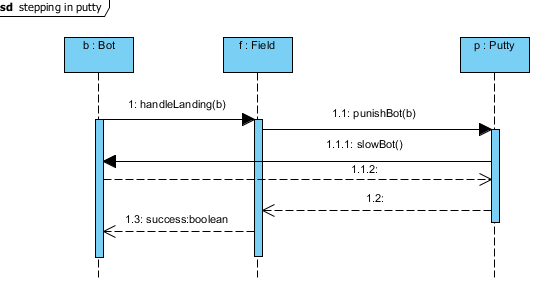 sd stepping in putty
b : Bot
f : Field
p : Putty
1: handleLanding(b)
1.1: punishBot(b)
1.1.1: slowBot()
1.1.2:
1.2:
1.3: success:boolean